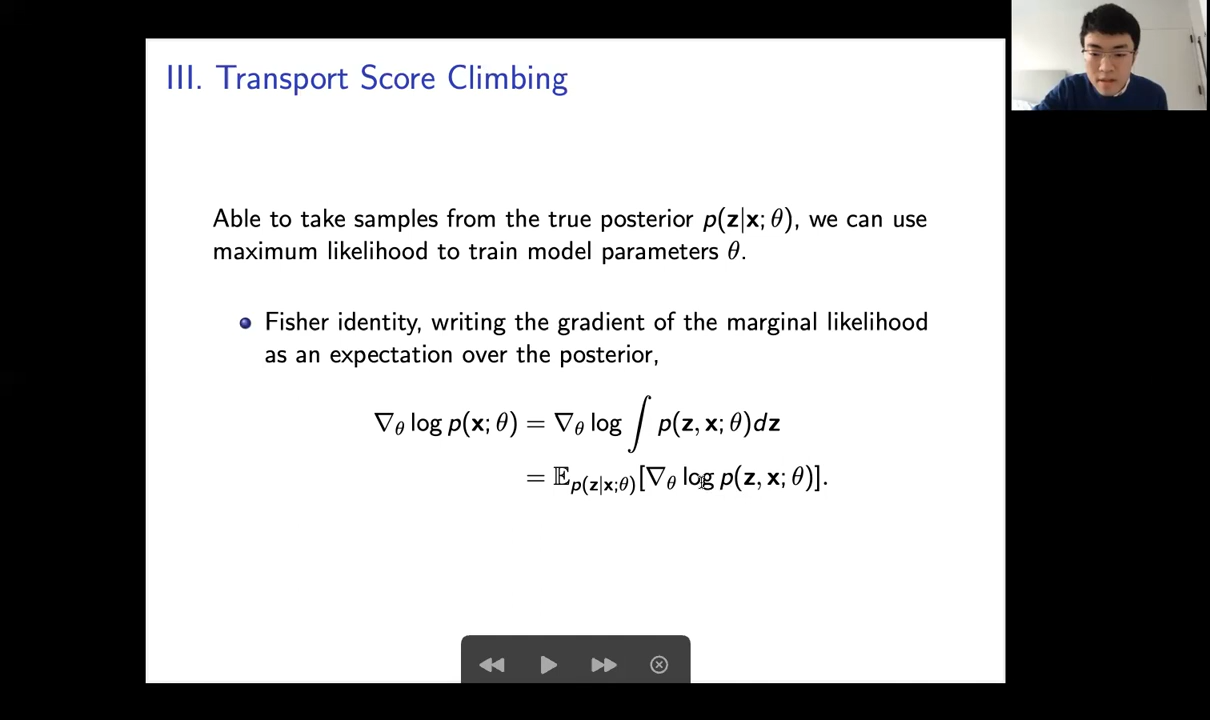 III. Transport Score Climbing
Able to take samples from the true posterior p(z|x; θ), we can use
maximum likelihood to train model parameters θ.
Fisher identity, writing the gradient of the marginal likelihood
as an expectation over the posterior,
∇θ log p(x; θ) = ∇θ log ∫ p(z, x; θ)dz
= 𝔼p(z|x;θ)[∇θ log p(z, x; θ)].